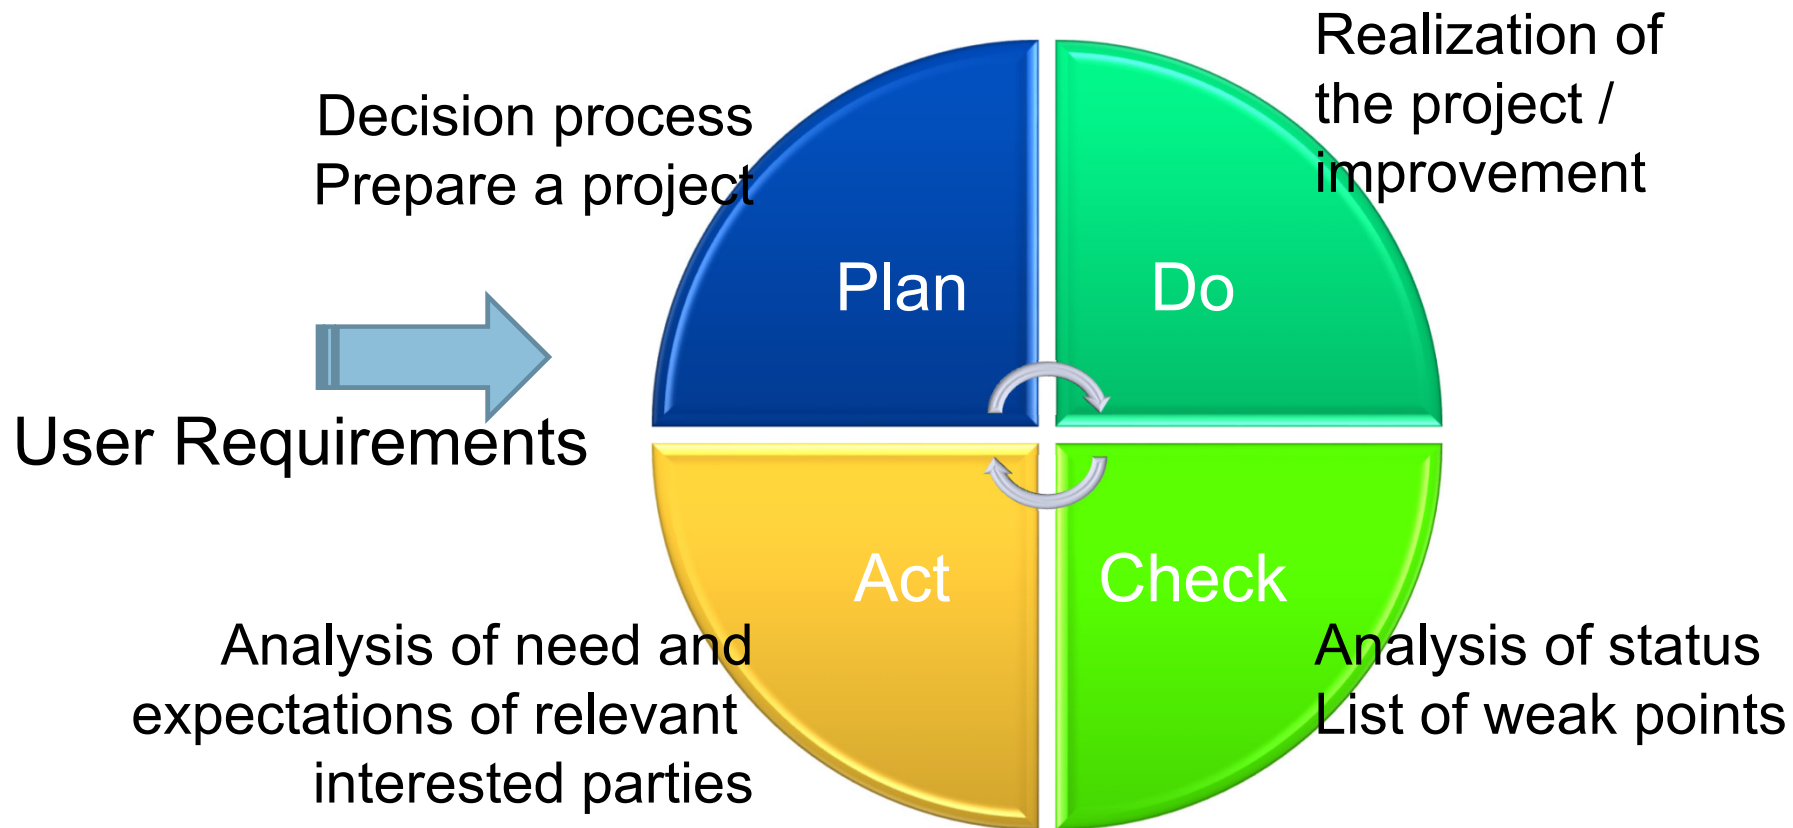 Decision process
Prepare a project
Realization of
the project /
improvement
Plan
Do
User Requirements
Act
Check
Analysis of need and
expectations of relevant
interested parties
Analysis of status
List of weak points